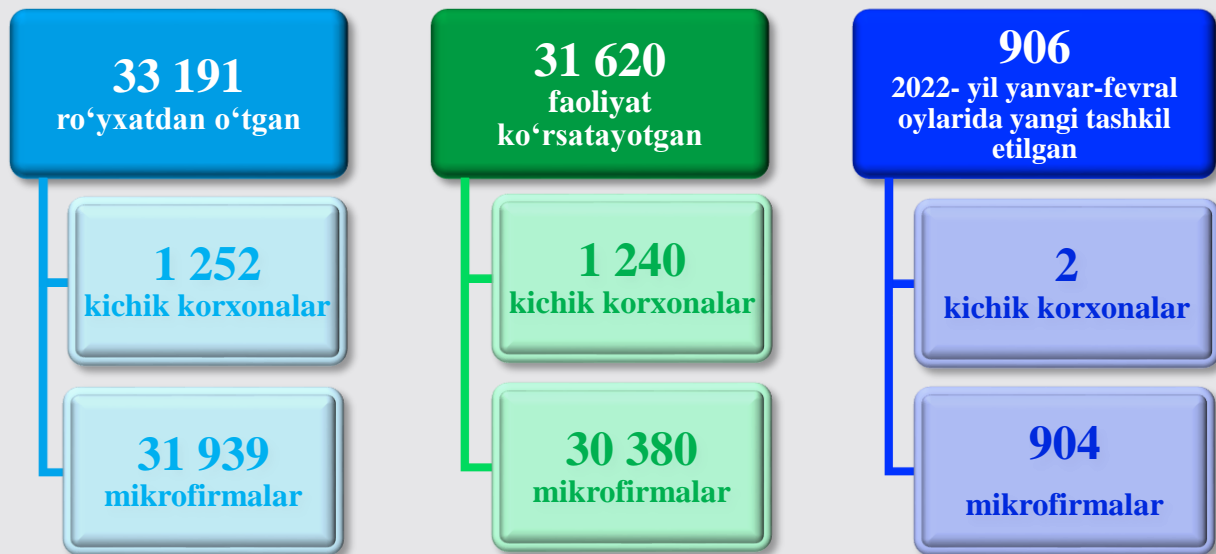 33 191
ro‘yxatdan o‘tgan
1 252
kichik korxonalar
31 939
mikrofirmalar
31 620
faoliyat
ko‘rsatayotgan
1 240
kichik korxonalar
30 380
mikrofirmalar
906
2022- yil yanvar-fevral
oylarida yangi tashkil
etilgan
2
kichik korxonalar
904
mikrofirmalar